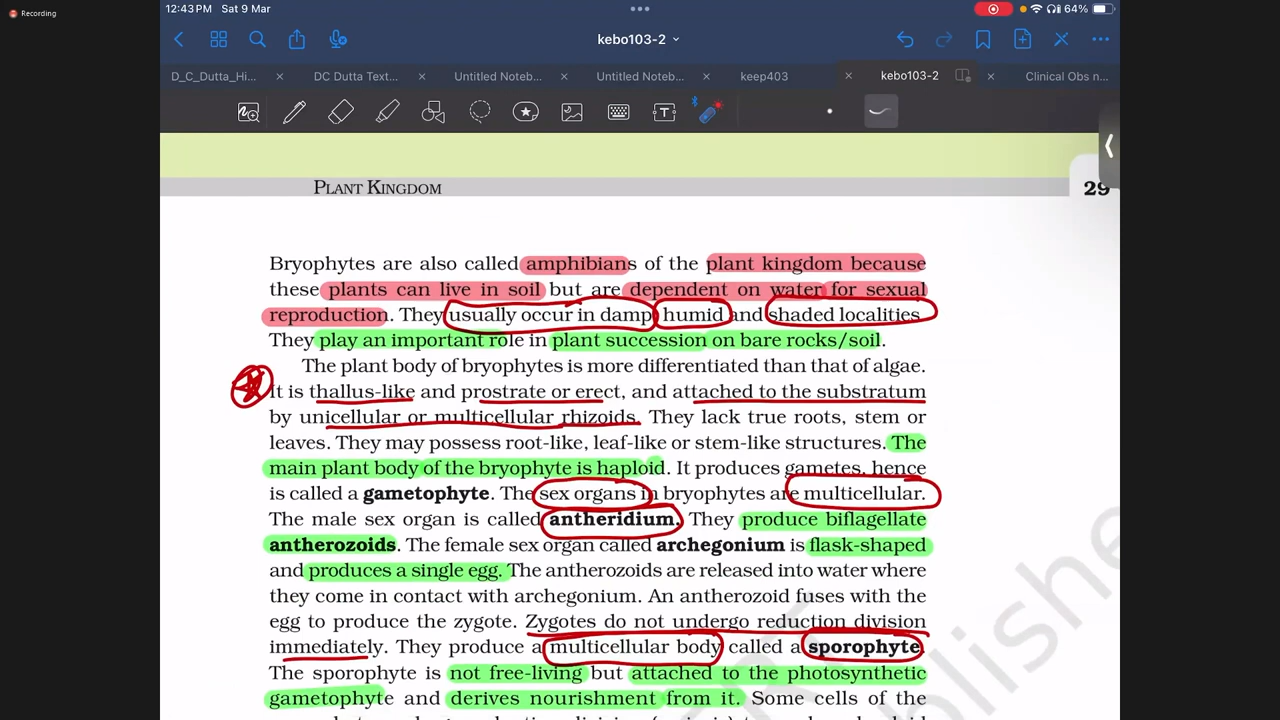 Recording
12:43 PM Sat 9 Mar
64%
kebo103-2
D_C_Dutta_Hi...
DC Dutta Text...
Untitled Noteb...
Untitled Noteb...
keep403
kebo103-2
Clinical Obs n...
PLANT KINGDOM
29
Bryophytes are also called amphibians of the plant kingdom because
these plants can live in soil but are dependent on water for sexual
reproduction. They usually occur in damp, humid and shaded localities.
They play an important role in plant succession on bare rocks/soil.
The plant body of bryophytes is more differentiated than that of algae.
It is thallus-like and prostrate or erect, and attached to the substratum
by unicellular or multicellular rhizoids. They lack true roots, stem or
leaves. They may possess root-like, leaf-like or stem-like structures. The
main plant body of the bryophyte is haploid. It produces gametes, hence
is called a gametophyte. The sex organs in bryophytes are multicellular.
The male sex organ is called antheridium. They produce biflagellate
antherozoids. The female sex organ called archegonium is flask-shaped
and produces a single egg. The antherozoids are released into water where
they come in contact with archegonium. An antherozoid fuses with the
egg to produce the zygote. Zygotes do not undergo reduction division
immediately. They produce a multicellular body called a sporophyte.
The sporophyte is not free-living but attached to the photosynthetic
gametophyte and derives nourishment from it. Some cells of the